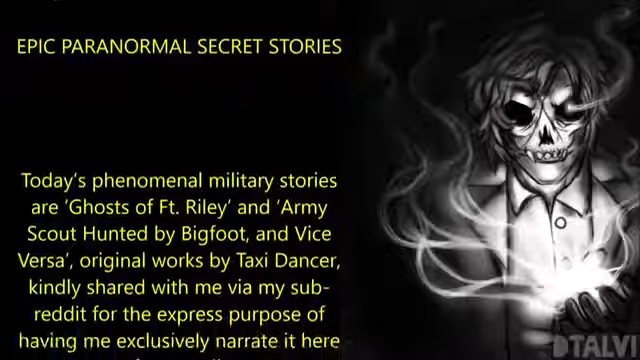 EPIC PARANORMAL SECRET STORIES
Today's phenomenal military stories
are 'Ghosts of Ft. Riley' and 'Army
Scout Hunted by Bigfoot, and Vice
Versa', original works by Taxi Dancer,
kindly shared with me via my sub-
reddit for the express purpose of
having me exclusively narrate it here